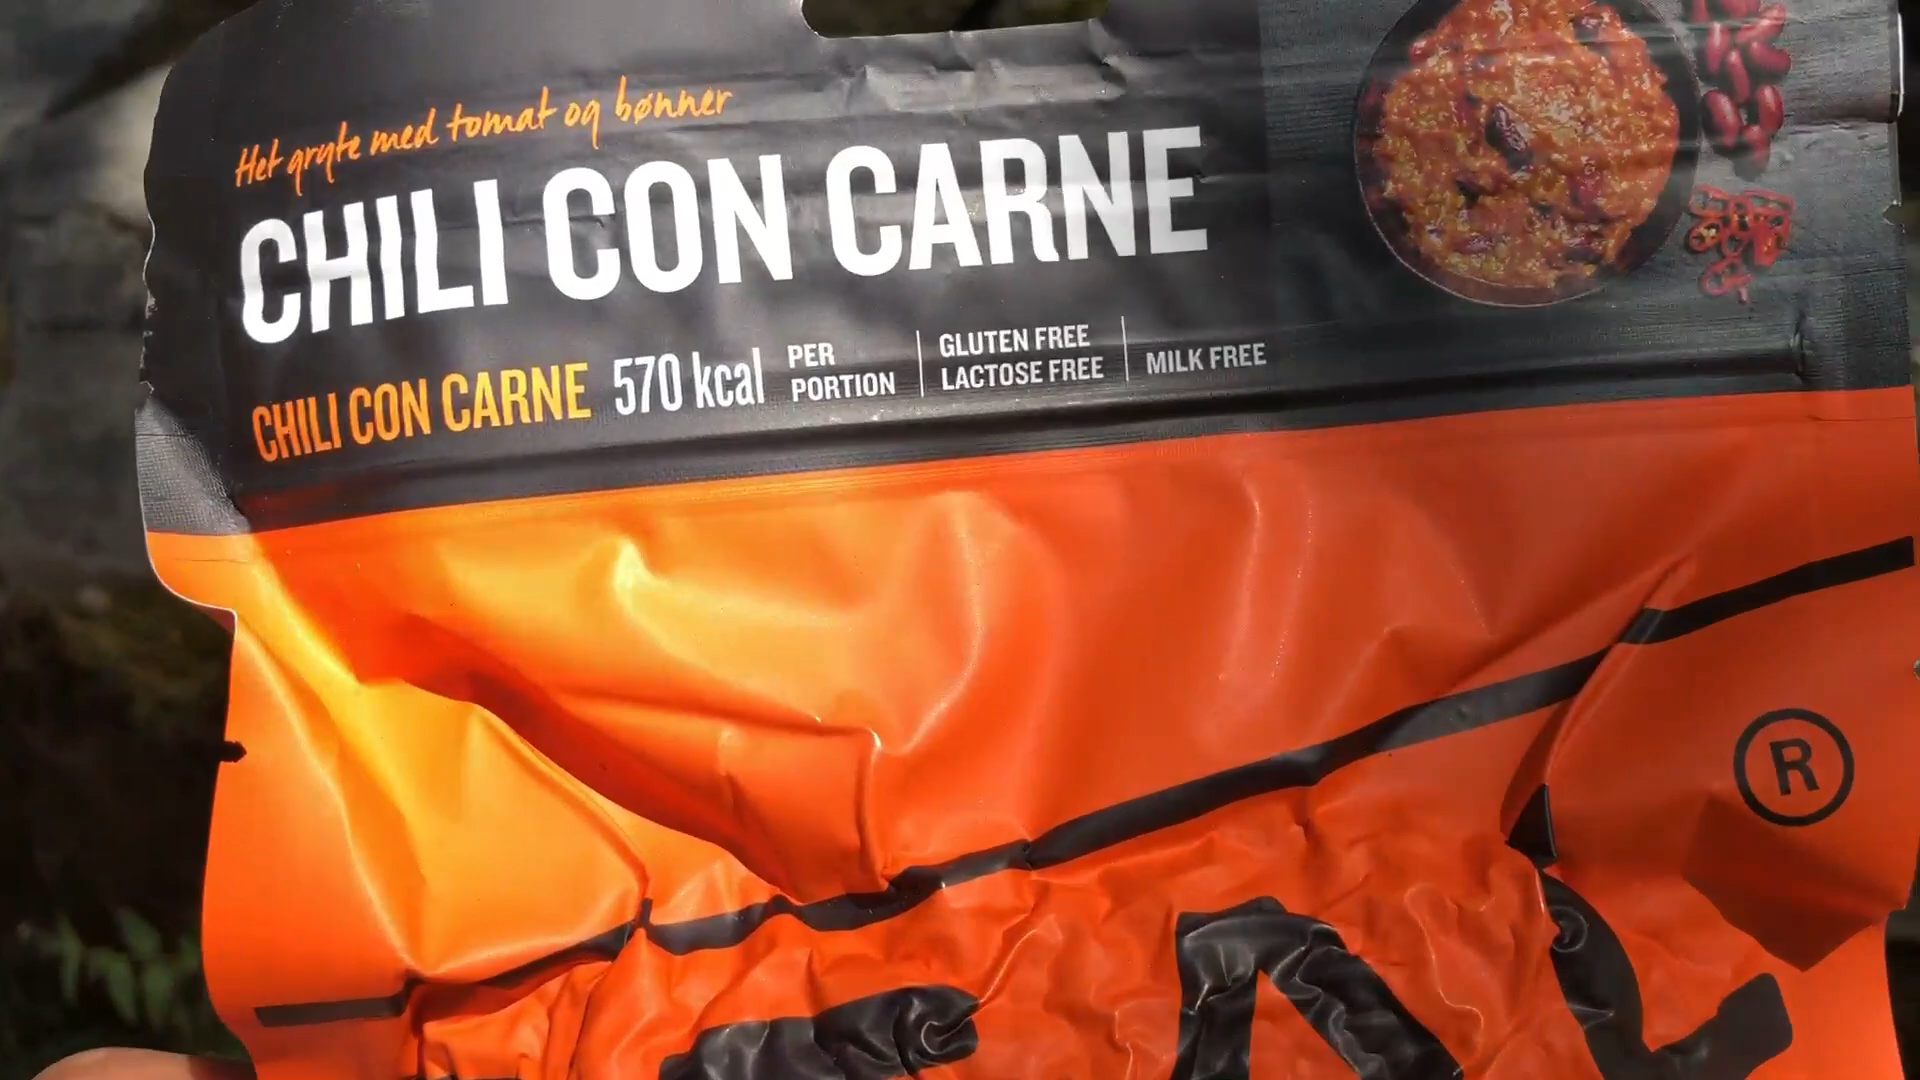 Het gryte med tomat og bønner
CHILI CON CARNE
CHILI CON CARNE 570 kcal PER PORTION
GLUTEN FREE
LACTOSE FREE
MILK FREE
®